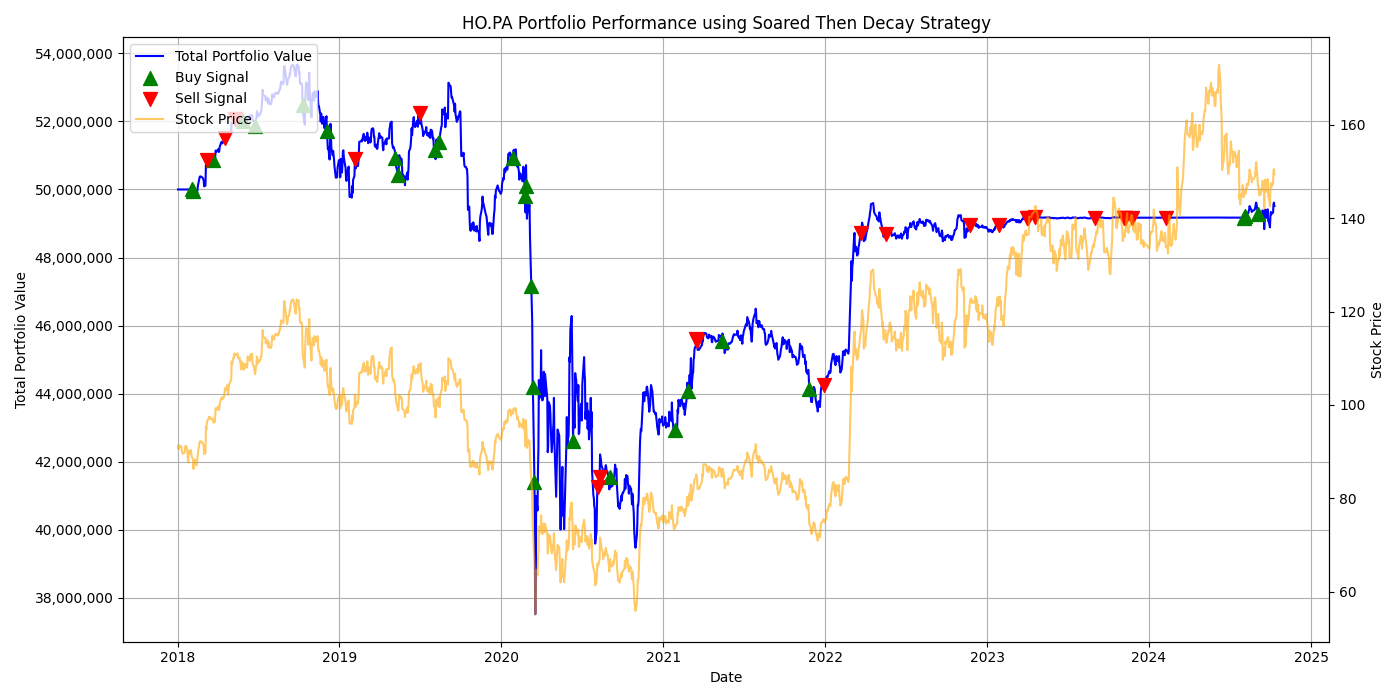 HO.PA Portfolio Performance using Soared Then Decay Strategy
Total Portfolio Value
Buy Signal
Sell Signal
Stock Price
54,000,000
52,000,000
50,000,000
48,000,000
46,000,000
44,000,000
42,000,000
40,000,000
38,000,000
Total Portfolio Value
160
140
120
100
80
60
Stock Price
2018
2019
2020
2021
2022
2023
2024
2025
Date